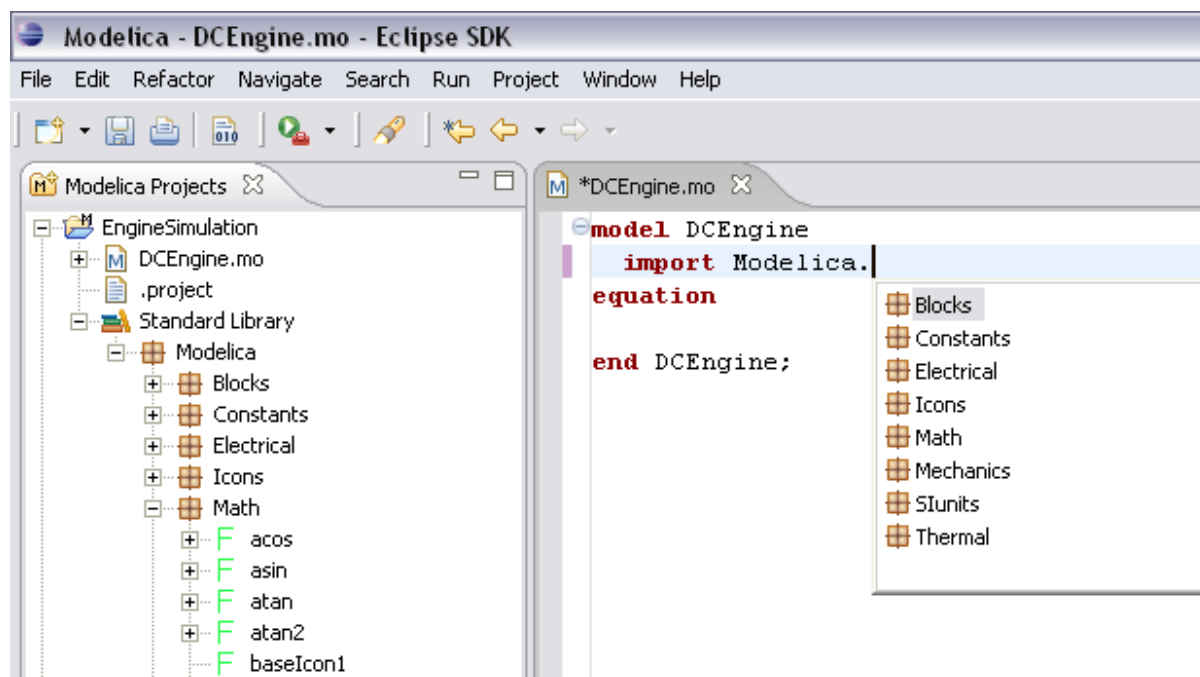 Modelica - DCEngine.mo - Eclipse SDK
File Edit Refactor Navigate Search Run Project Window Help
010
Modelica Projects
EngineSimulation
DCEngine.mo
.project
Standard Library
Modelica
Blocks
Constants
Electrical
Icons
Math
F acos
F asin
F atan
F atan2
F baseIcon1
M *DCEngine.mo
model DCEngine
import Modelica.
equation
end DCEngine;
Blocks
Constants
Electrical
Icons
Math
Mechanics
SIunits
Thermal